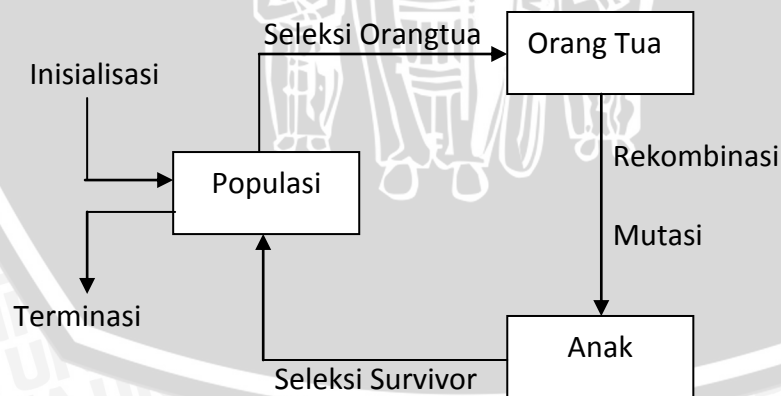 Seleksi Orangtua
Orang Tua
Inisialisasi
Populasi
Rekombinasi
Mutasi
Terminasi
Anak
Seleksi Survivor